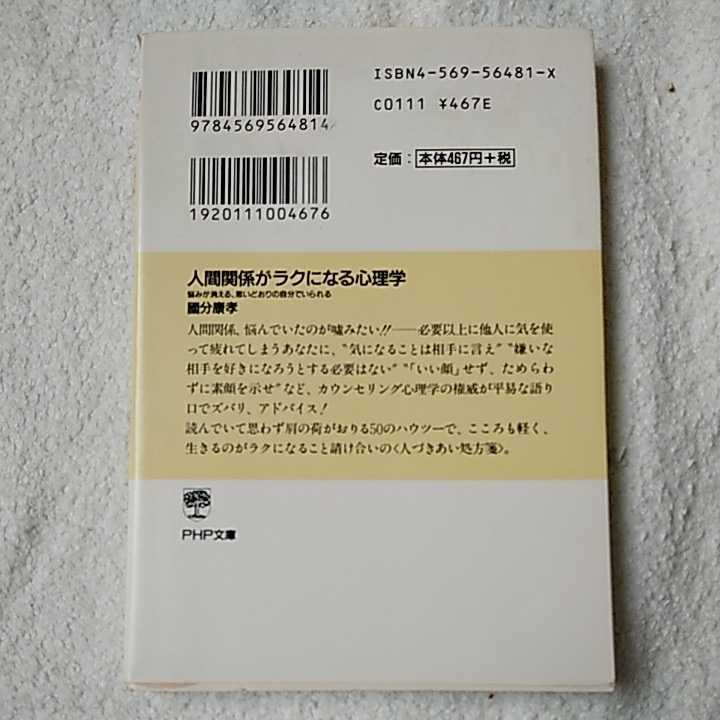 ISBN4-569-56481-X
C0111 ¥467E
9784569564814
定価：本体467円+税
1920111004676
人間関係がラクになる心理学
悩みが消える、思いどおりの自分でいられる
國分康孝
人間関係、悩んでいたのが嘘みたい!!――必要以上に他人に気を使
って疲れてしまうあなたに、〝気になることは相手に言え〟〝嫌いな
相手を好きになろうとする必要はない〟〝「いい顔」せず、ためらわ
ずに素顔を示せ〟など、カウンセリング心理学の権威が平易な語り
口でズバリ、アドバイス!
読んでいて思わず肩の荷がおりる50のハウツーで、こころも軽く、
生きるのがラクになること請け合いの〈人づきあい処方箋〉。
PHP文庫